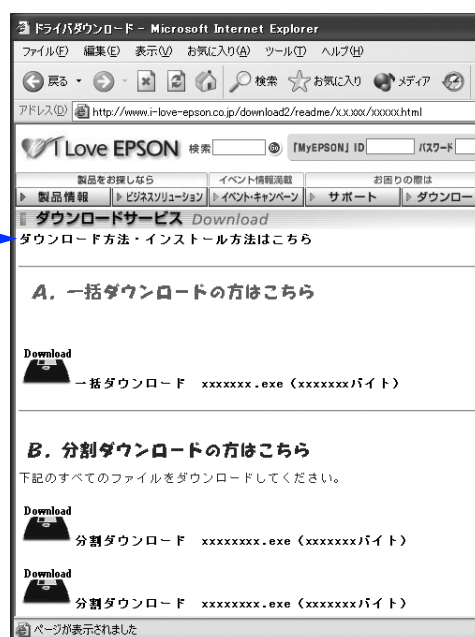 ドライバダウンロード - Microsoft Internet Explorer
ファイル(F) 編集(E) 表示(V) お気に入り(A) ツール(T) ヘルプ(H)
戻る 検索 お気に入り メディア
アドレス(D) http://www.i-love-epson.co.jp/download2/readme/x.x.xxx/xxxxx.html
I Love EPSON 検索 GO 「MyEPSON」 ID パスワード
製品をお探しなら イベント情報満載 お困りの際は
製品情報 ビジネスソリューション イベント・キャンペーン サポート ダウンロー
ダウンロードサービス Download
ダウンロード方法・インストール方法はこちら
A. 一括ダウンロードの方はこちら
Download
一括ダウンロード xxxxxxx.exe (xxxxxxxバイト)
B. 分割ダウンロードの方はこちら
下記のすべてのファイルをダウンロードしてください。
Download
分割ダウンロード xxxxxxxx.exe (xxxxxxxバイト)
Download
分割ダウンロード xxxxxxxx.exe (xxxxxxxバイト)
ページが表示されました